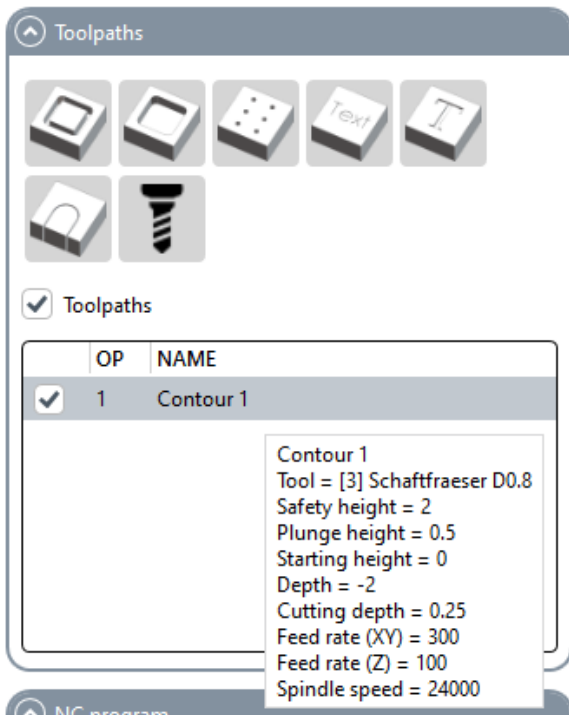 Toolpaths
Text
T
Toolpaths
OP NAME
1 Contour 1
Contour 1
Tool = [3] Schaftfraeser D0.8
Safety height = 2
Plunge height = 0.5
Starting height = 0
Depth = -2
Cutting depth = 0.25
Feed rate (XY) = 300
Feed rate (Z) = 100
Spindle speed = 24000
NC program